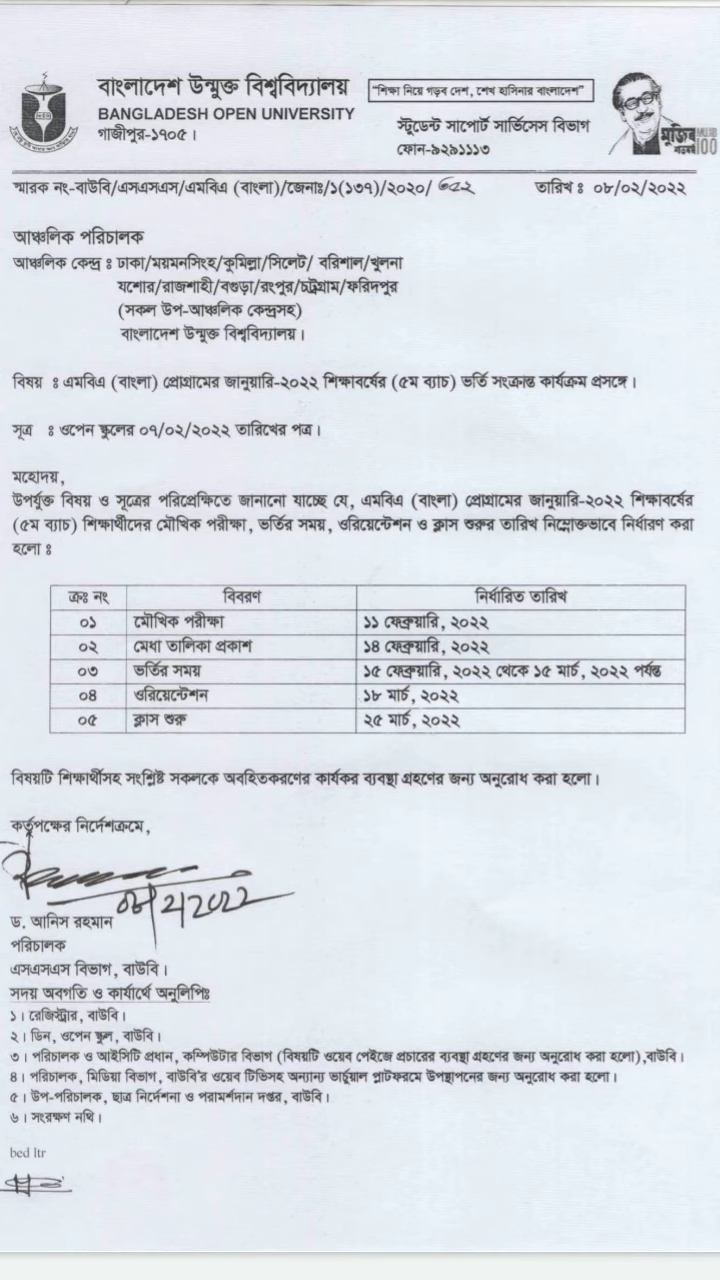 বাংলাদেশ উন্মুক্ত বিশ্ববিদ্যালয়
BANGLADESH OPEN UNIVERSITY
গাজীপুর-১৭০৫।
“শিক্ষা নিয়ে গড়ব দেশ, শেখ হাসিনার বাংলাদেশ”
স্টুডেন্ট সাপোর্ট সার্ভিসেস বিভাগ
ফোন-৯২৯১১১৩
মুজিব
শতবর্ষ
100
স্মারক নং-বাউবি/এসএসএস/এমবিএ (বাংলা)/জেনাঃ/১(১৩৭)/২০২০/ তারিখ ঃ ০৮/০২/২০২২
আঞ্চলিক পরিচালক
আঞ্চলিক কেন্দ্র ঃ ঢাকা/ময়মনসিংহ/কুমিল্লা/সিলেট/ বরিশাল/খুলনা
যশোর/রাজশাহী/বগুড়া/রংপুর/চট্রগ্রাম/ফরিদপুর
(সকল উপ-আঞ্চলিক কেন্দ্রসহ)
বাংলাদেশ উন্মুক্ত বিশ্ববিদ্যালয়।
বিষয় ঃ এমবিএ (বাংলা) প্রোগ্রামের জানুয়ারি-২০২২ শিক্ষাবর্ষের (৫ম ব্যাচ) ভর্তি সংক্রান্ত কার্যক্রম প্রসঙ্গে।
সূত্র ঃ ওপেন স্কুলের ০৭/০২/২০২২ তারিখের পত্র।
মহোদয়,
উপর্যুক্ত বিষয় ও সূত্রের পরিপ্রেক্ষিতে জানানো যাচ্ছে যে, এমবিএ (বাংলা) প্রোগ্রামের জানুয়ারি-২০২২ শিক্ষাবর্ষের
(৫ম ব্যাচ) শিক্ষার্থীদের মৌখিক পরীক্ষা, ভর্তির সময়, ওরিয়েন্টেশন ও ক্লাস শুরুর তারিখ নিম্নোক্তভাবে নির্ধারণ করা
হলো ঃ
ক্রঃ নং বিবরণ নির্ধারিত তারিখ
০১ মৌখিক পরীক্ষা ১১ ফেব্রুয়ারি, ২০২২
০২ মেধা তালিকা প্রকাশ ১৪ ফেব্রুয়ারি, ২০২২
০৩ ভর্তির সময় ১৫ ফেব্রুয়ারি, ২০২২ থেকে ১৫ মার্চ, ২০২২ পর্যন্ত
০৪ ওরিয়েন্টেশন ১৮ মার্চ, ২০২২
০৫ ক্লাস শুরু ২৫ মার্চ, ২০২২
বিষয়টি শিক্ষার্থীসহ সংশ্লিষ্ট সকলকে অবহিতকরণের কার্যকর ব্যবস্থা গ্রহণের জন্য অনুরোধ করা হলো।
কর্তৃপক্ষের নির্দেশক্রমে,
08/2/2022
ড. আনিস রহমান
পরিচালক
এসএসএস বিভাগ, বাউবি।
সদয় অবগতি ও কার্যার্থে অনুলিপিঃ
১। রেজিস্ট্রার, বাউবি।
২। ডিন, ওপেন স্কুল, বাউবি।
৩। পরিচালক ও আইসিটি প্রধান, কম্পিউটার বিভাগ (বিষয়টি ওয়েব পেইজে প্রচারের ব্যবস্থা গ্রহণের জন্য অনুরোধ করা হলো),বাউবি।
৪। পরিচালক, মিডিয়া বিভাগ, বাউবি'র ওয়েব টিভিসহ অন্যান্য ভার্চুয়াল প্লাটফরমে উপস্থাপনের জন্য অনুরোধ করা হলো।
৫। উপ-পরিচালক, ছাত্র নির্দেশনা ও পরামর্শদান দপ্তর, বাউবি।
৬। সংরক্ষণ নথি।
bed ltr